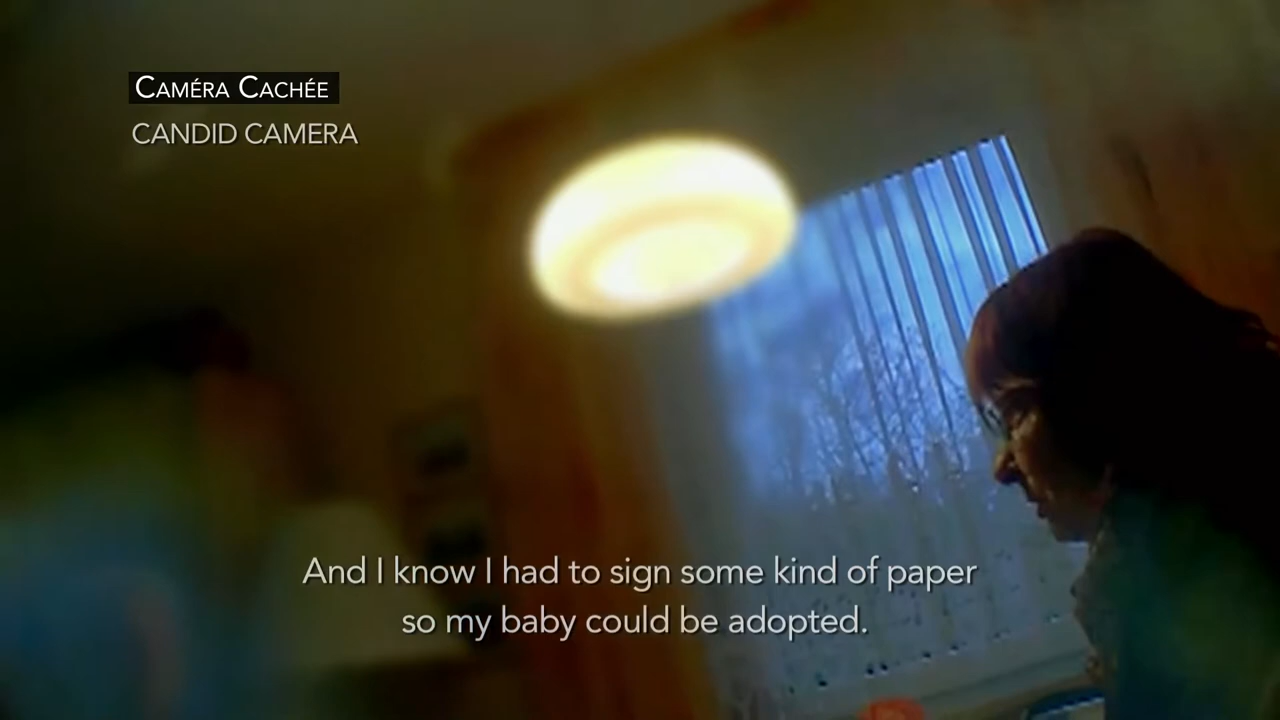 CAMÉRA CACHÉE
CANDID CAMERA
And I know I had to sign some kind of paper
so my baby could be adopted.